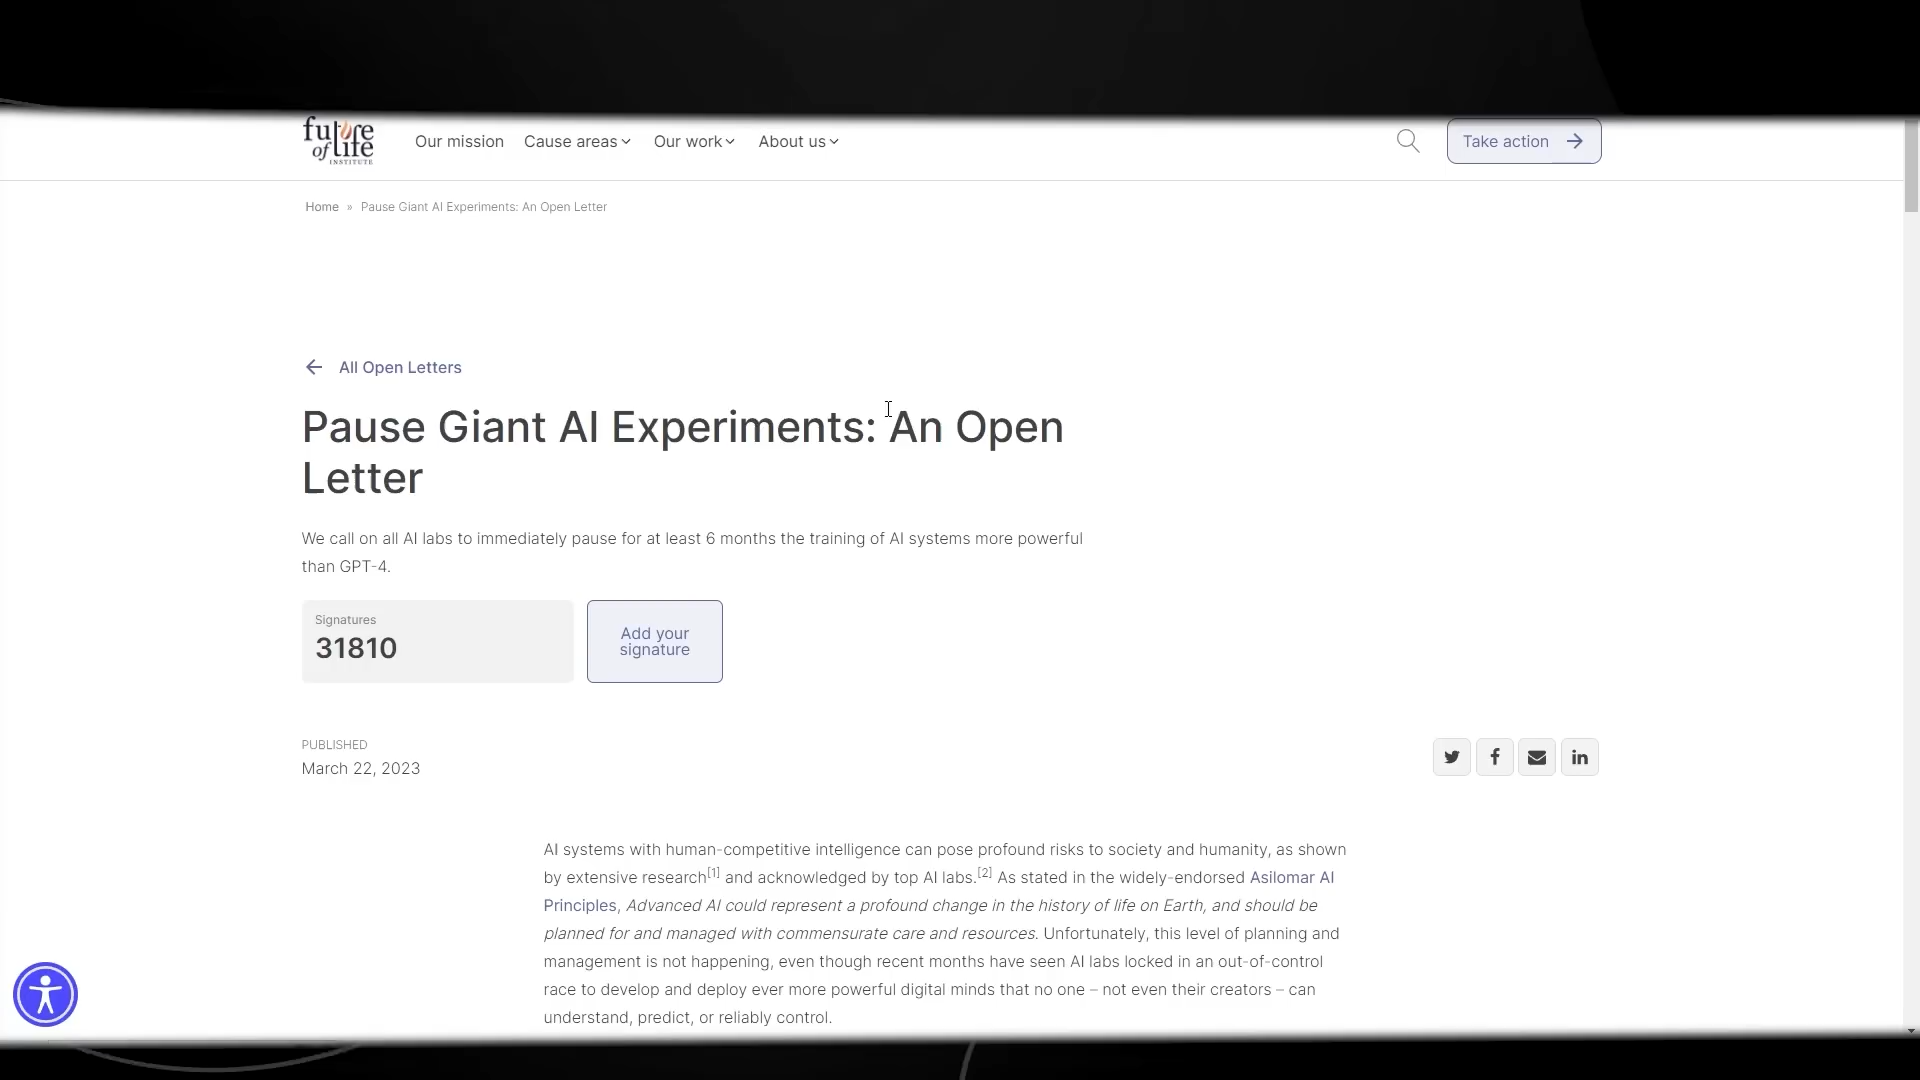 future of life INSTITUTE
Our mission Cause areas Our work About us Take action
Home » Pause Giant AI Experiments: An Open Letter
All Open Letters
Pause Giant AI Experiments: An Open
Letter
We call on all AI labs to immediately pause for at least 6 months the training of AI systems more powerful
than GPT-4.
Signatures
31810
Add your
signature
PUBLISHED
March 22, 2023
AI systems with human-competitive intelligence can pose profound risks to society and humanity, as shown
by extensive research[1] and acknowledged by top AI labs.[2] As stated in the widely-endorsed Asilomar AI
Principles, Advanced AI could represent a profound change in the history of life on Earth, and should be
planned for and managed with commensurate care and resources. Unfortunately, this level of planning and
management is not happening, even though recent months have seen AI labs locked in an out-of-control
race to develop and deploy ever more powerful digital minds that no one – not even their creators – can
understand, predict, or reliably control.